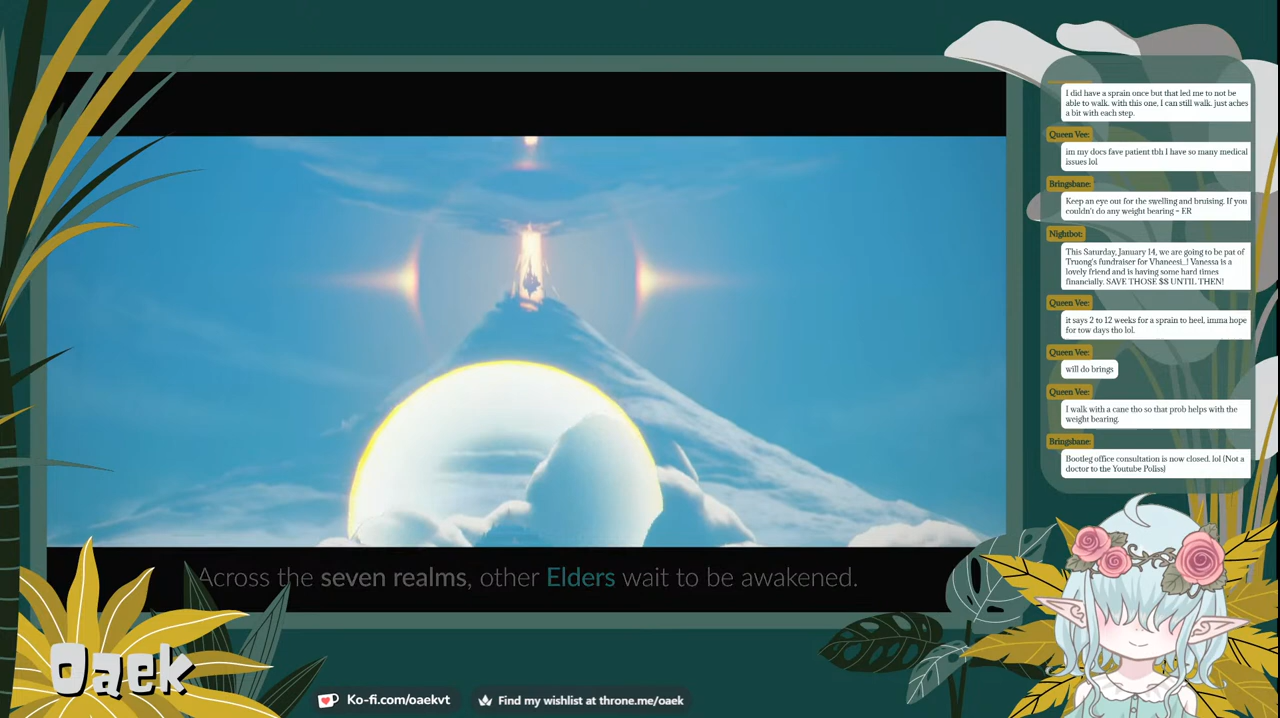 I did have a sprain once but that led me to not be
able to walk. with this one, I can still walk. just aches
a bit with each step.
Queen Vee:
im my docs fave patient tbh I have so many medical
issues lol
Bringsbane:
Keep an eye out for the swelling and bruising. If you
couldn't do any weight bearing = ER
Nightbot:
This Saturday, January 14, we are going to be pat of
Truong's fundraiser for Vhaneesi_! Vanessa is a
lovely friend and is having some hard times
financially. SAVE THOSE $$ UNTIL THEN!
Queen Vee:
it says 2 to 12 weeks for a sprain to heel, imma hope
for tow days tho lol.
Queen Vee:
will do brings
Queen Vee:
I walk with a cane tho so that prob helps with the
weight bearing.
Bringsbane:
Bootleg office consultation is now closed. lol (Not a
doctor to the Youtube Poliss)
Across the seven realms, other Elders wait to be awakened.
Oaek
Ko-fi.com/oaekvt
Find my wishlist at throne.me/oaek